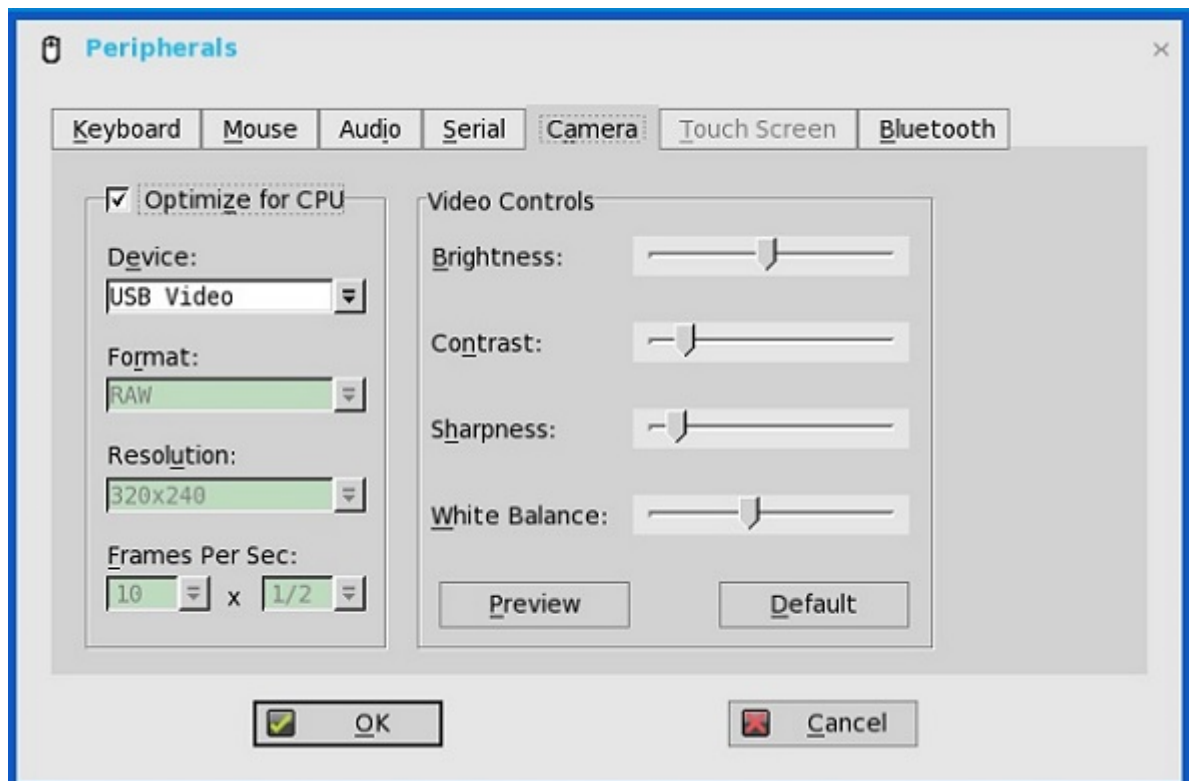 Peripherals
Keyboard Mouse Audio Serial Camera Touch Screen Bluetooth
Optimize for CPU
Device:
USB Video
Format:
RAW
Resolution:
320x240
Frames Per Sec:
10 x 1/2
Video Controls
Brightness:
Contrast:
Sharpness:
White Balance:
Preview Default
OK Cancel